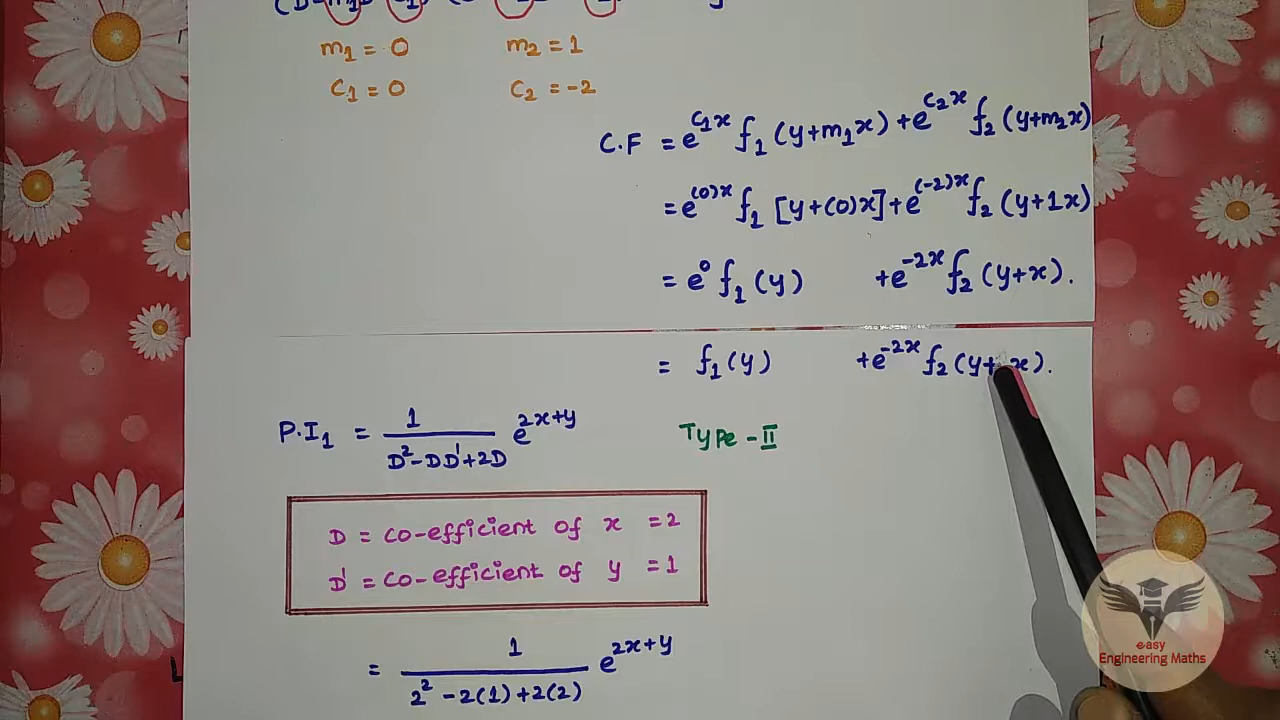 m₁ = 0 m₂ = 1
C₁ = 0 C₂ = -2
C.F = e^{C₁x} f₁ (y+m₁x) + e^{C₂x} f₂ (y+m₂x)
= e^{(0)x} f₁ [y+(0)x] + e^{(-2)x} f₂ (y+1x)
= e⁰ f₁ (y) + e^{-2x} f₂ (y+x).
= f₁ (y) + e^{-2x} f₂ (y+x).
P.I₁ = \frac{1}{D²-DD'+2D} e^{2x+y} Type-II
D = co-efficient of x = 2
D' = co-efficient of y = 1
= \frac{1}{2²-2(1)+2(2)} e^{2x+y}
easy
Engineering Maths